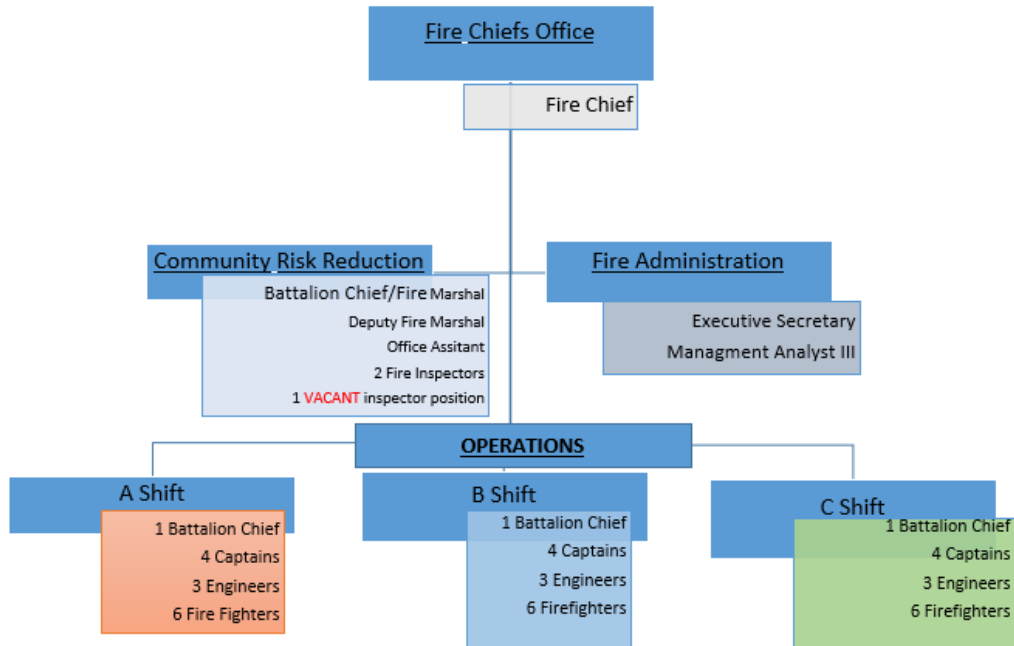 Fire Chiefs Office
Fire Chief
Community Risk Reduction
Battalion Chief/Fire Marshal
Deputy Fire Marshal
Office Assitant
2 Fire Inspectors
1 VACANT inspector position
Fire Administration
Executive Secretary
Managment Analyst III
OPERATIONS
A Shift
1 Battalion Chief
4 Captains
3 Engineers
6 Fire Fighters
B Shift
1 Battalion Chief
4 Captains
3 Engineers
6 Firefighters
C Shift
1 Battalion Chief
4 Captains
3 Engineers
6 Firefighters